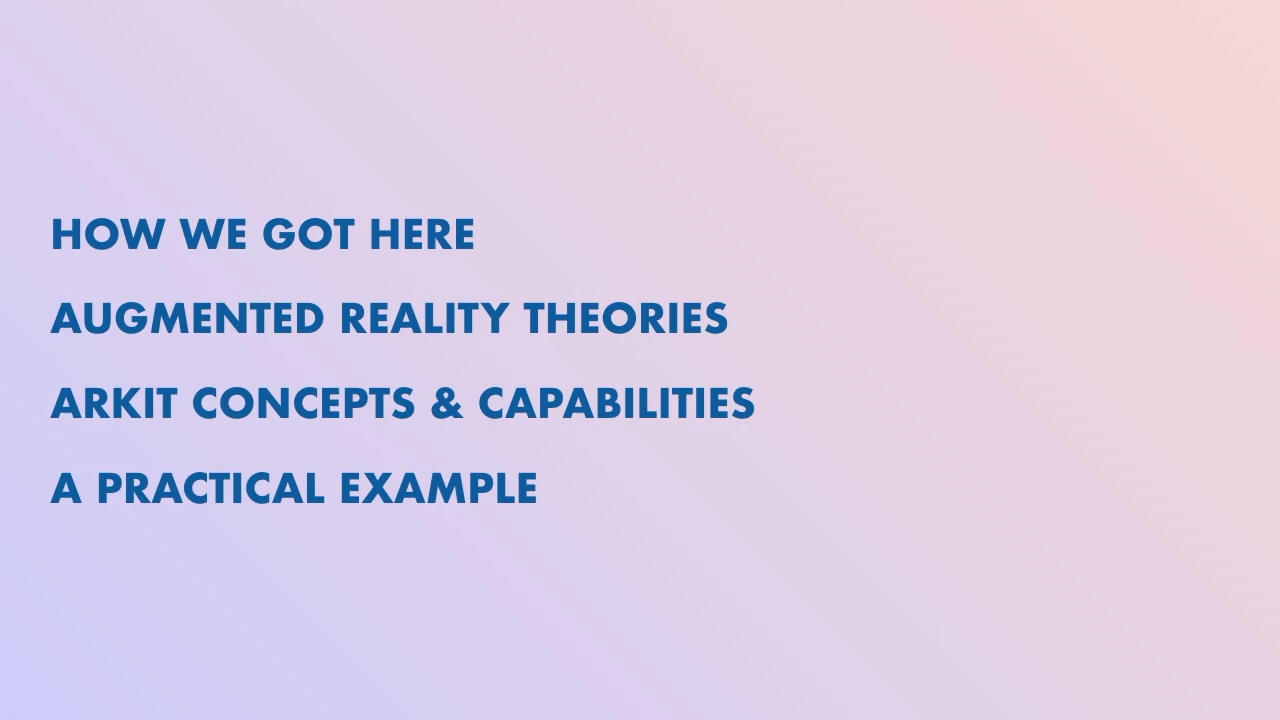 HOW WE GOT HERE
AUGMENTED REALITY THEORIES
ARKIT CONCEPTS & CAPABILITIES
A PRACTICAL EXAMPLE